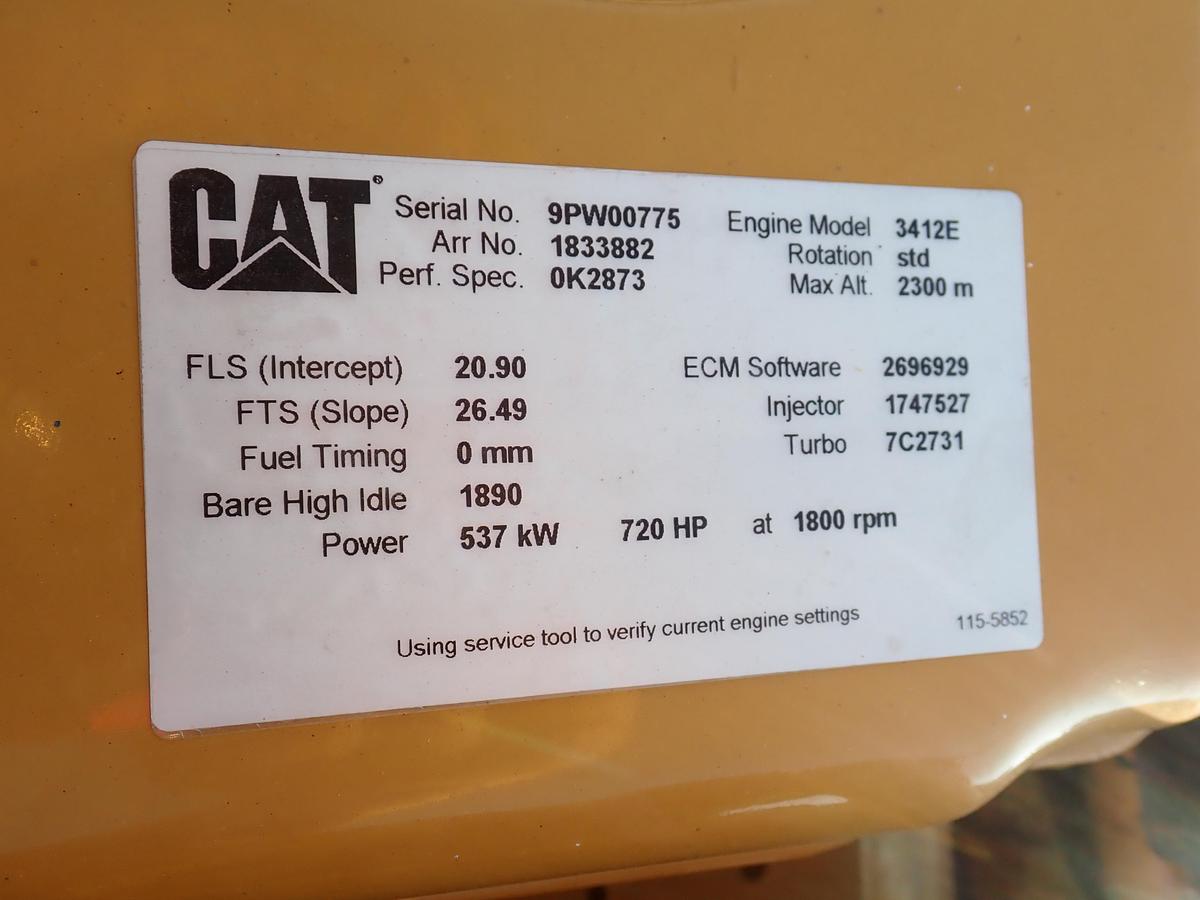 CAT®
Serial No. 9PW00775 Engine Model 3412E
Arr No. 1833882 Rotation std
Perf. Spec. 0K2873 Max Alt. 2300 m
FLS (Intercept) 20.90 ECM Software 2696929
FTS (Slope) 26.49 Injector 1747527
Fuel Timing 0 mm Turbo 7C2731
Bare High Idle 1890
Power 537 kW 720 HP at 1800 rpm
Using service tool to verify current engine settings 115-5852